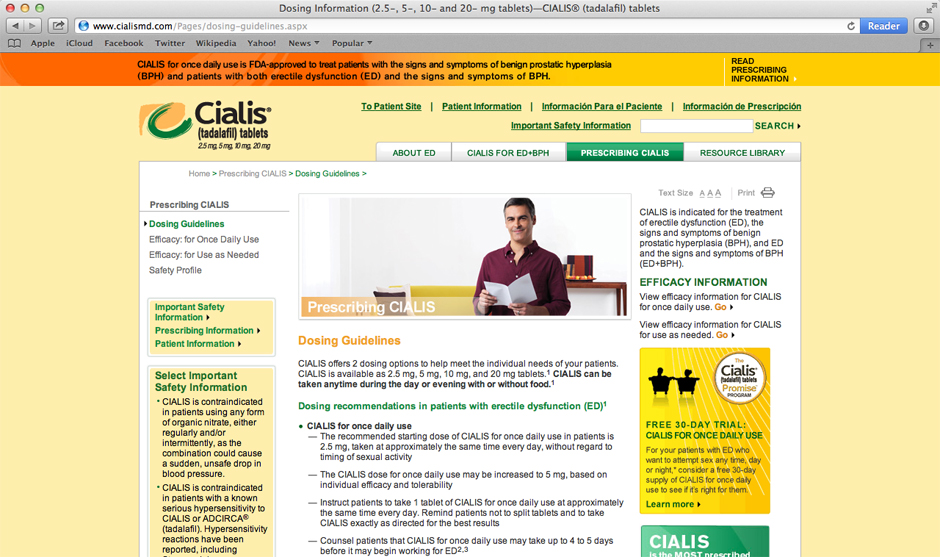 Dosing Information (2.5-, 5-, 10- and 20- mg tablets)—CIALIS® (tadalafil) tablets
www.cialismd.com/Pages/dosing-guidelines.aspx
Reader
Apple iCloud Facebook Twitter Wikipedia Yahoo! News Popular
CIALIS for once daily use is FDA-approved to treat patients with the signs and symptoms of benign prostatic hyperplasia
(BPH) and patients with both erectile dysfunction (ED) and the signs and symptoms of BPH.
READ
PRESCRIBING
INFORMATION
Cialis®
(tadalafil) tablets
2.5 mg, 5 mg, 10 mg, 20 mg
To Patient Site | Patient Information | Información Para el Paciente | Información de Prescripción
Important Safety Information
SEARCH
ABOUT ED
CIALIS FOR ED+BPH
PRESCRIBING CIALIS
RESOURCE LIBRARY
Home > Prescribing CIALIS > Dosing Guidelines >
Text Size A A A | Print
Prescribing CIALIS
Dosing Guidelines
Efficacy: for Once Daily Use
Efficacy: for Use as Needed
Safety Profile
Important Safety
Information
Prescribing Information
Patient Information
Select Important
Safety Information
• CIALIS is contraindicated
in patients using any form
of organic nitrate, either
regularly and/or
intermittently, as the
combination could cause
a sudden, unsafe drop in
blood pressure.
• CIALIS is contraindicated
in patients with a known
serious hypersensitivity to
CIALIS or ADCIRCA®
(tadalafil). Hypersensitivity
reactions have been
reported, including
Prescribing CIALIS
Dosing Guidelines
CIALIS offers 2 dosing options to help meet the individual needs of your patients.
CIALIS is available as 2.5 mg, 5 mg, 10 mg, and 20 mg tablets.1 CIALIS can be
taken anytime during the day or evening with or without food.1
Dosing recommendations in patients with erectile dysfunction (ED)1
• CIALIS for once daily use
— The recommended starting dose of CIALIS for once daily use in patients is
2.5 mg, taken at approximately the same time every day, without regard to
timing of sexual activity
— The CIALIS dose for once daily use may be increased to 5 mg, based on
individual efficacy and tolerability
— Instruct patients to take 1 tablet of CIALIS for once daily use at approximately
the same time every day. Remind patients not to split tablets and to take
CIALIS exactly as directed for the best results
— Counsel patients that CIALIS for once daily use may take up to 4 to 5 days
before it may begin working for ED2,3
CIALIS is indicated for the treatment
of erectile dysfunction (ED), the
signs and symptoms of benign
prostatic hyperplasia (BPH), and ED
and the signs and symptoms of BPH
(ED+BPH).
EFFICACY INFORMATION
View efficacy information for CIALIS
for once daily use. Go
View efficacy information for CIALIS
for use as needed. Go
The
Cialis®
(tadalafil) tablets
Promise™
PROGRAM
FREE 30-DAY TRIAL:
CIALIS FOR ONCE DAILY USE
For your patients with ED who
want to attempt sex any time, day
or night,* consider a free 30-day
supply of CIALIS for once daily
use to see if it's right for them.
Learn more
CIALIS
is the MOST prescribed